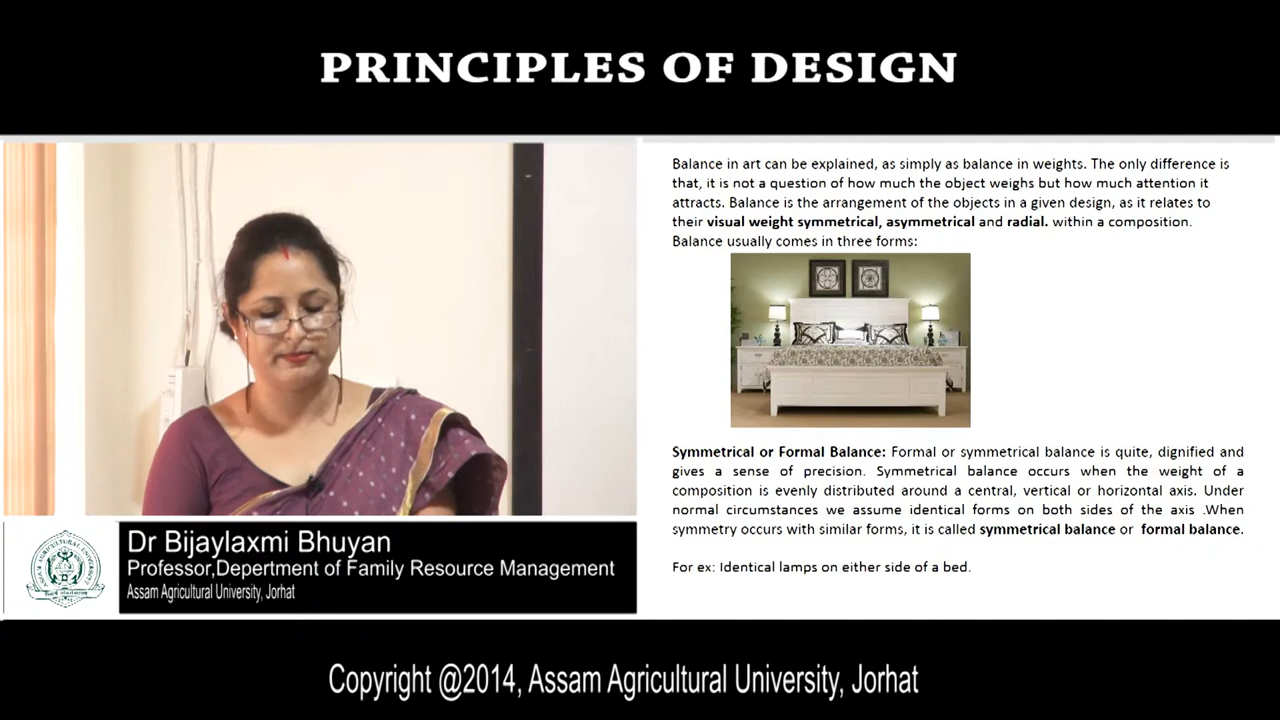 PRINCIPLES OF DESIGN
Balance in art can be explained, as simply as balance in weights. The only difference is
that, it is not a question of how much the object weighs but how much attention it
attracts. Balance is the arrangement of the objects in a given design, as it relates to
their visual weight symmetrical, asymmetrical and radial. within a composition.
Balance usually comes in three forms:
Symmetrical or Formal Balance: Formal or symmetrical balance is quite, dignified and
gives a sense of precision. Symmetrical balance occurs when the weight of a
composition is evenly distributed around a central, vertical or horizontal axis. Under
normal circumstances we assume identical forms on both sides of the axis .When
symmetry occurs with similar forms, it is called symmetrical balance or formal balance.
For ex: Identical lamps on either side of a bed.
Dr Bijaylaxmi Bhuyan
Professor,Depertment of Family Resource Management
Assam Agricultural University, Jorhat
Copyright @2014, Assam Agricultural University, Jorhat